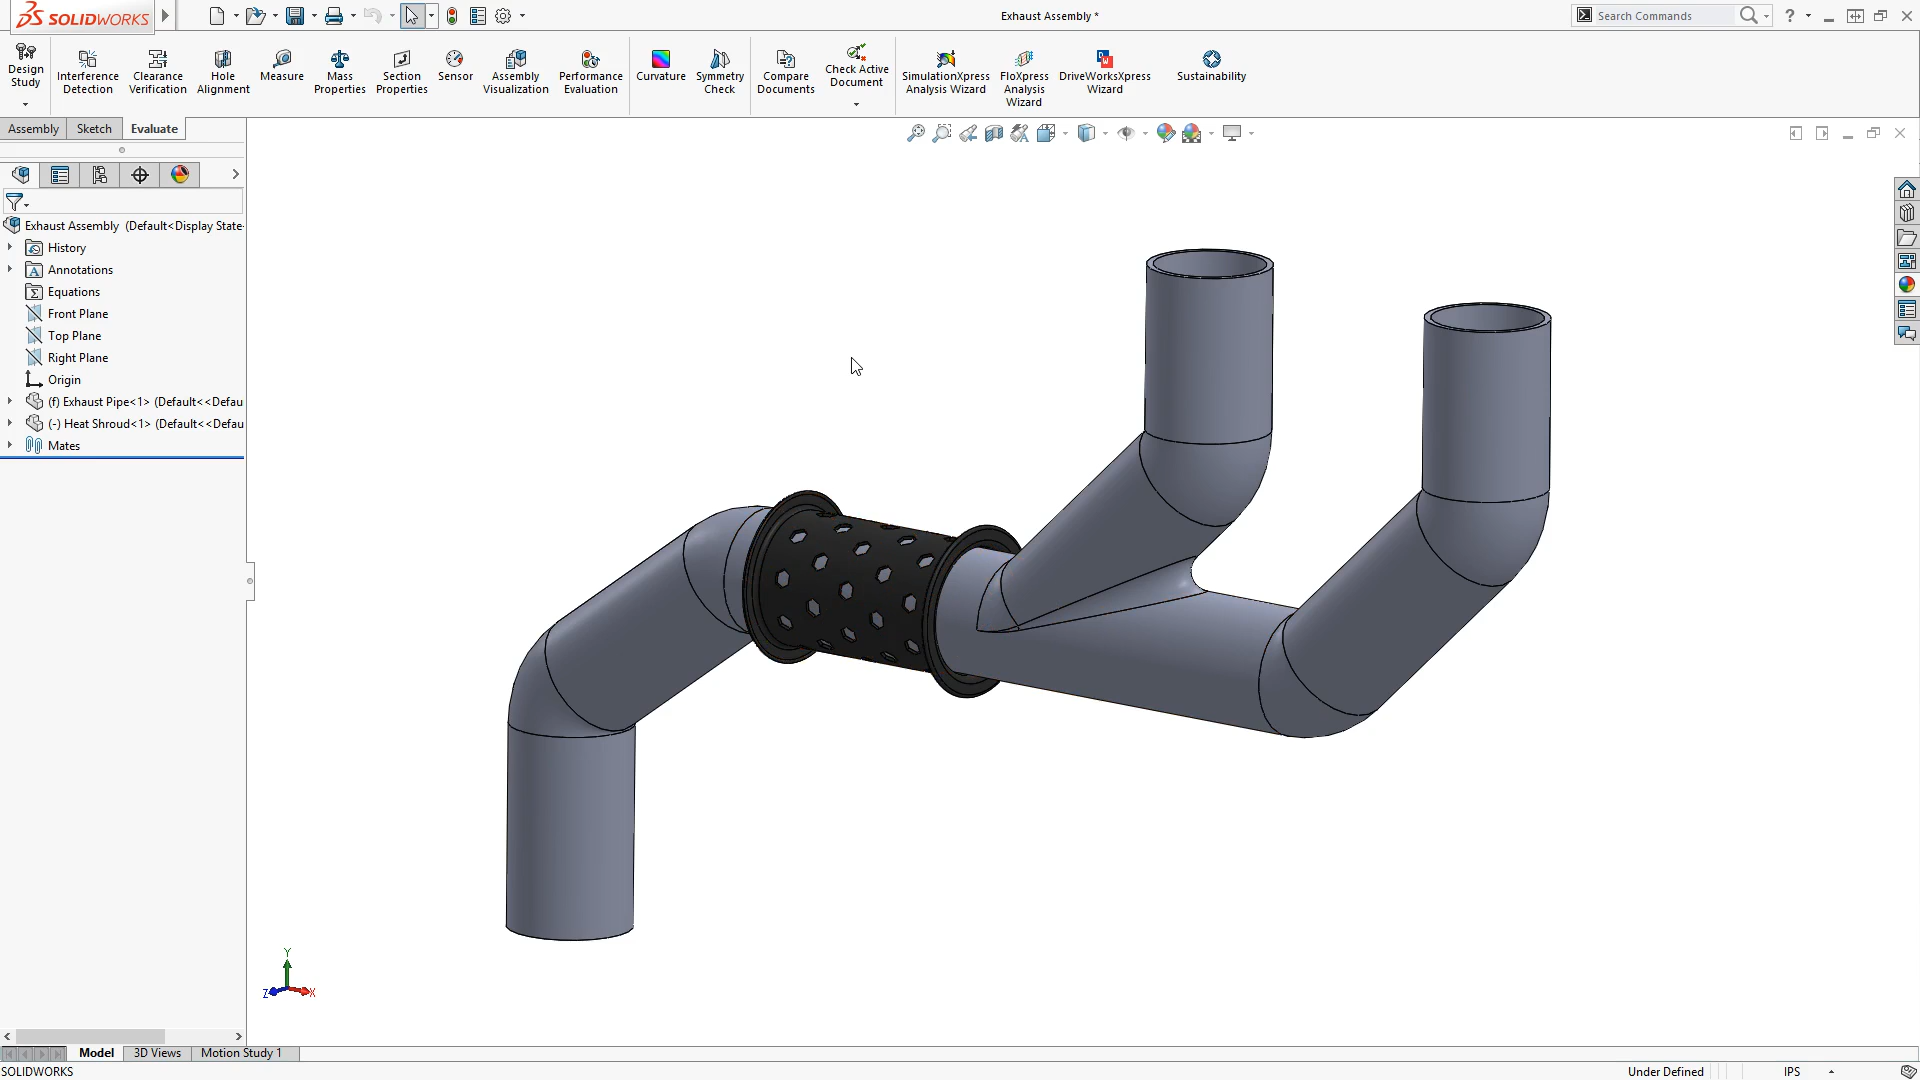 SOLIDWORKS
Exhaust Assembly *
Search Commands
?
Design Study
Interference Detection
Clearance Verification
Hole Alignment
Measure
Mass Properties
Section Properties
Sensor
Assembly Visualization
Performance Evaluation
Curvature
Symmetry Check
Compare Documents
Check Active Document
SimulationXpress Analysis Wizard
FloXpress Analysis Wizard
DriveWorksXpress Wizard
Sustainability
Assembly Sketch Evaluate
Exhaust Assembly (Default<Display State-
History
Annotations
Equations
Front Plane
Top Plane
Right Plane
Origin
(f) Exhaust Pipe<1> (Default<<Defau
(-) Heat Shroud<1> (Default<<Defau
Mates
Y
Z X
Model 3D Views Motion Study 1
SOLIDWORKS
Under Defined IPS